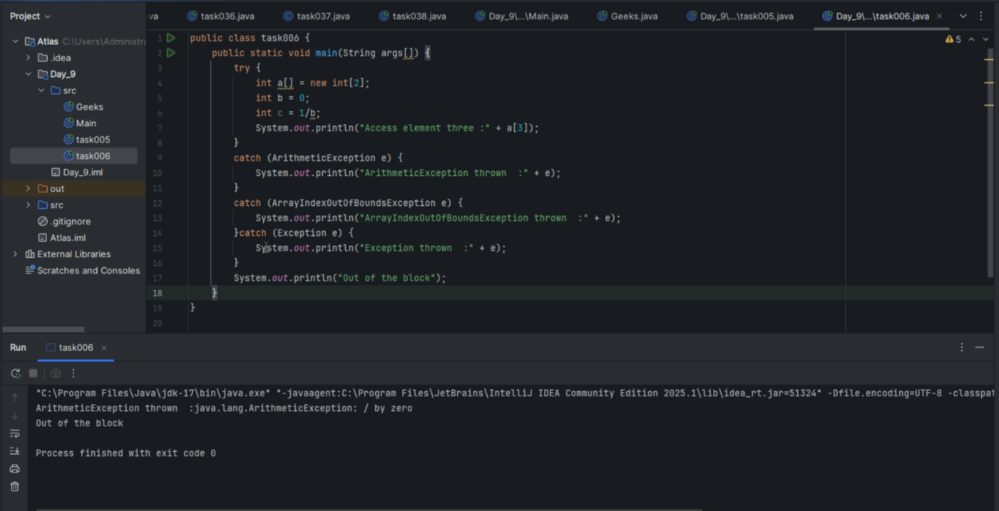 Project
va
task036.java
task037.java
task038.java
Day_9\...\Main.java
Geeks.java
Day_9\...\task005.java
Day_9\...\task006.java
Atlas C:\Users\Administra
.idea
Day_9
src
Geeks
Main
task005
task006
Day_9.iml
out
src
.gitignore
Atlas.iml
External Libraries
Scratches and Consoles
5
1 public class task006 {
2     public static void main(String args[]) {
3         try {
4             int a[] = new int[2];
5             int b = 0;
6             int c = 1/b;
7             System.out.println("Access element three :" + a[3]);
8         }
9         catch (ArithmeticException e) {
10             System.out.println("ArithmeticException thrown  :" + e);
11         }
12         catch (ArrayIndexOutOfBoundsException e) {
13             System.out.println("ArrayIndexOutOfBoundsException thrown  :" + e);
14         }catch (Exception e) {
15             System.out.println("Exception thrown  :" + e);
16         }
17         System.out.println("Out of the block");
18     }
19 }
20
Run task006
"C:\Program Files\Java\jdk-17\bin\java.exe" "-javaagent:C:\Program Files\JetBrains\IntelliJ IDEA Community Edition 2025.1\lib\idea_rt.jar=51324" -Dfile.encoding=UTF-8 -classpat
ArithmeticException thrown  :java.lang.ArithmeticException: / by zero
Out of the block
Process finished with exit code 0